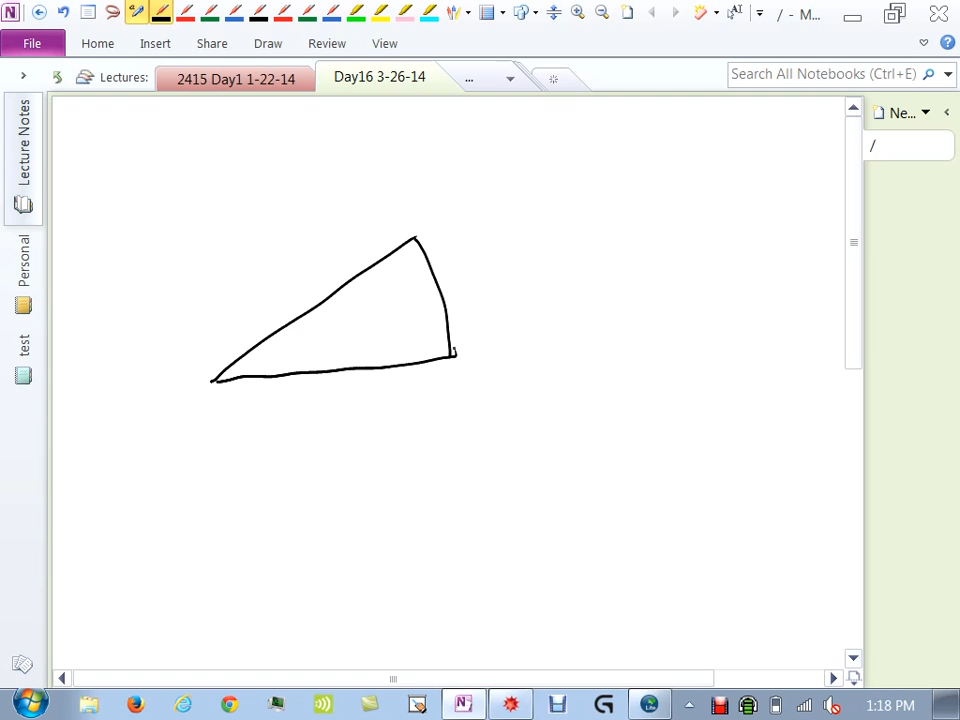 / - M...
File Home Insert Share Draw Review View
Lectures: 2415 Day1 1-22-14 Day16 3-26-14 ... Search All Notebooks (Ctrl+E)
Ne...
/
Lecture Notes
Personal
test
1:18 PM